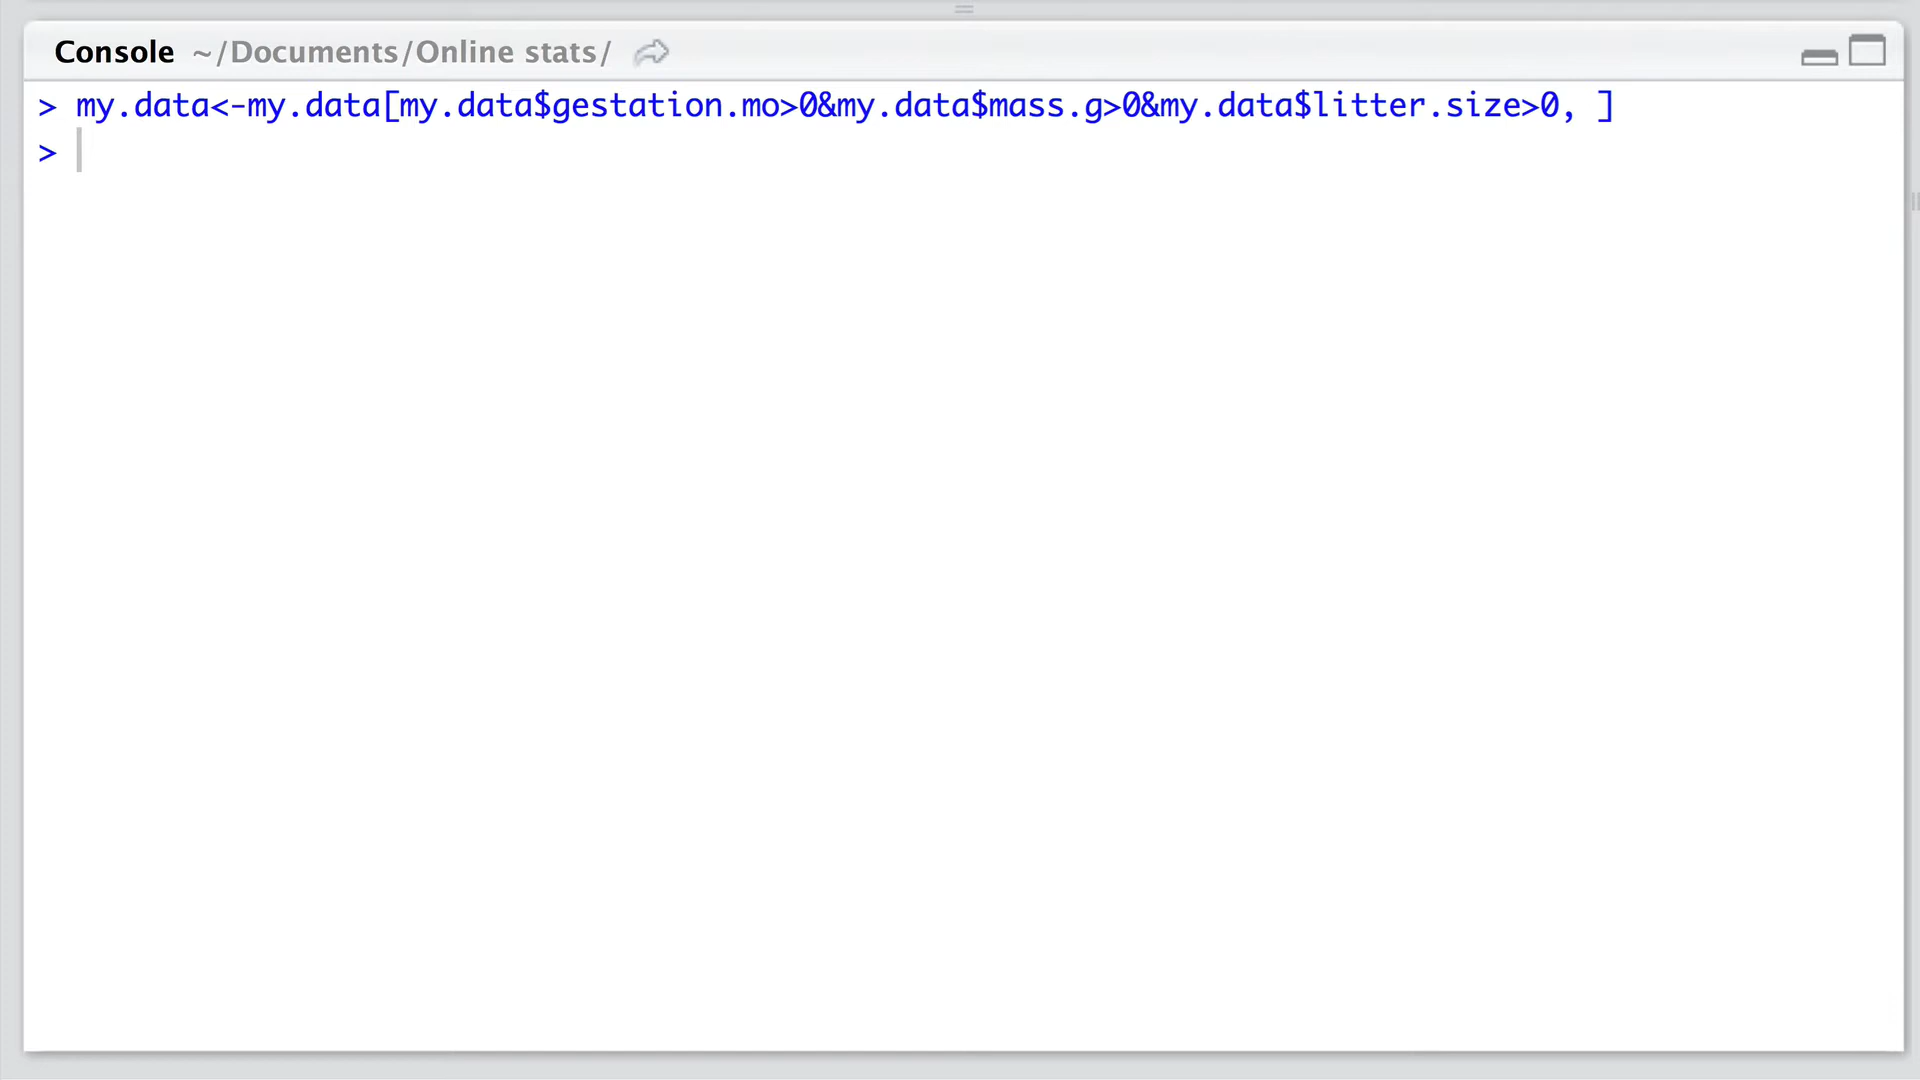 Console ~/Documents/Online stats/
> my.data<-my.data[my.data$gestation.mo>0&my.data$mass.g>0&my.data$litter.size>0, ]
>